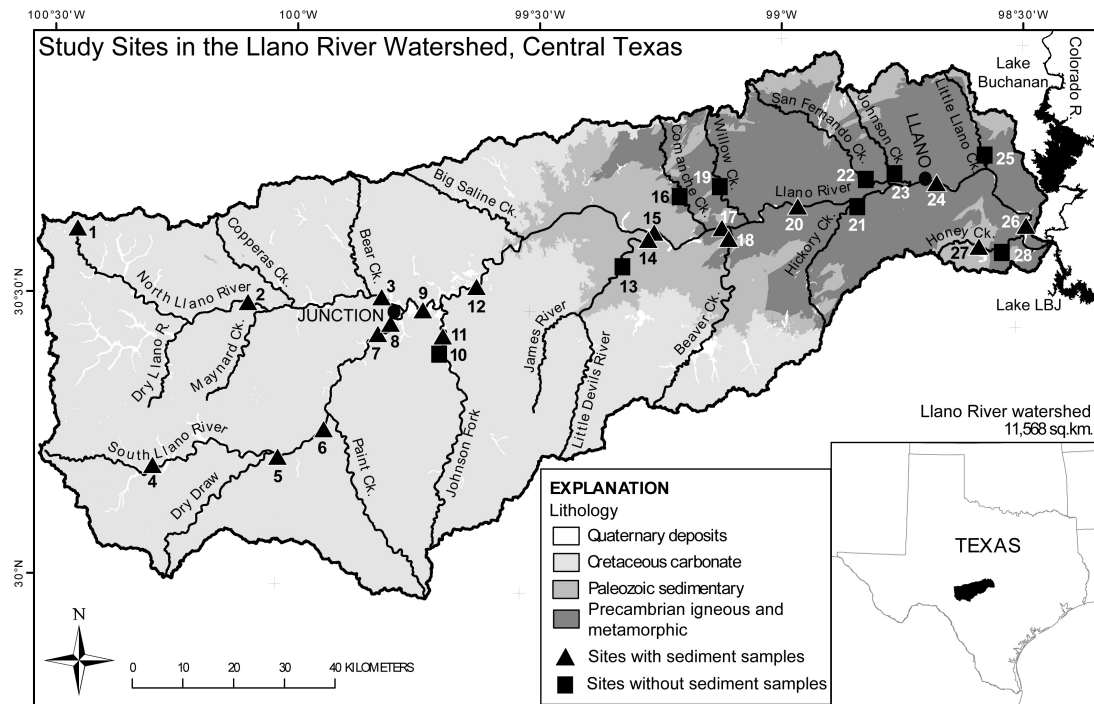 100°30'W
100°W
99°30'W
99°W
98°30'W
Study Sites in the Llano River Watershed, Central Texas
Lake
Buchanan
Colorado R.
San Fernando Ck.
Johnson Ck.
LLANO
Little Llano Ck.
Comanche Ck.
Willow Ck.
Big Saline Ck.
Llano River
Hickory Ck.
Honey Ck.
Lake LBJ
Copperas Ck.
Bear Ck.
North Llano River
JUNCTION
Dry Llano R.
Maynard Ck.
James River
Little Devils River
Beaver Ck.
South Llano River
Dry Draw
Paint Ck.
Johnson Fork
1
2
3
4
5
6
7
8
9
10
11
12
13
14
15
16
17
18
19
20
21
22
23
24
25
26
27
28
30°30'N
30°N
Llano River watershed
11,568 sq.km.
EXPLANATION
Lithology
Quaternary deposits
Cretaceous carbonate
Paleozoic sedimentary
Precambrian igneous and
metamorphic
Sites with sediment samples
Sites without sediment samples
TEXAS
N
0 10 20 30 40 KILOMETERS